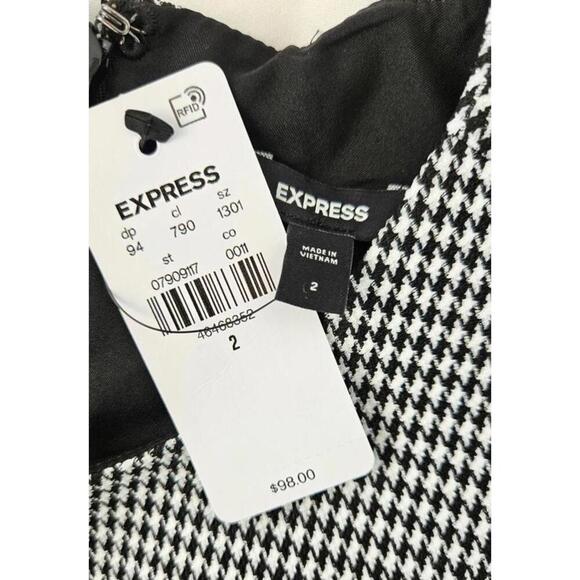 RFID
EXPRESS
dp cl sz
94 790 1301
st co
07909117 0011
46468352
2
$98.00
EXPRESS
MADE IN
VIETNAM
2